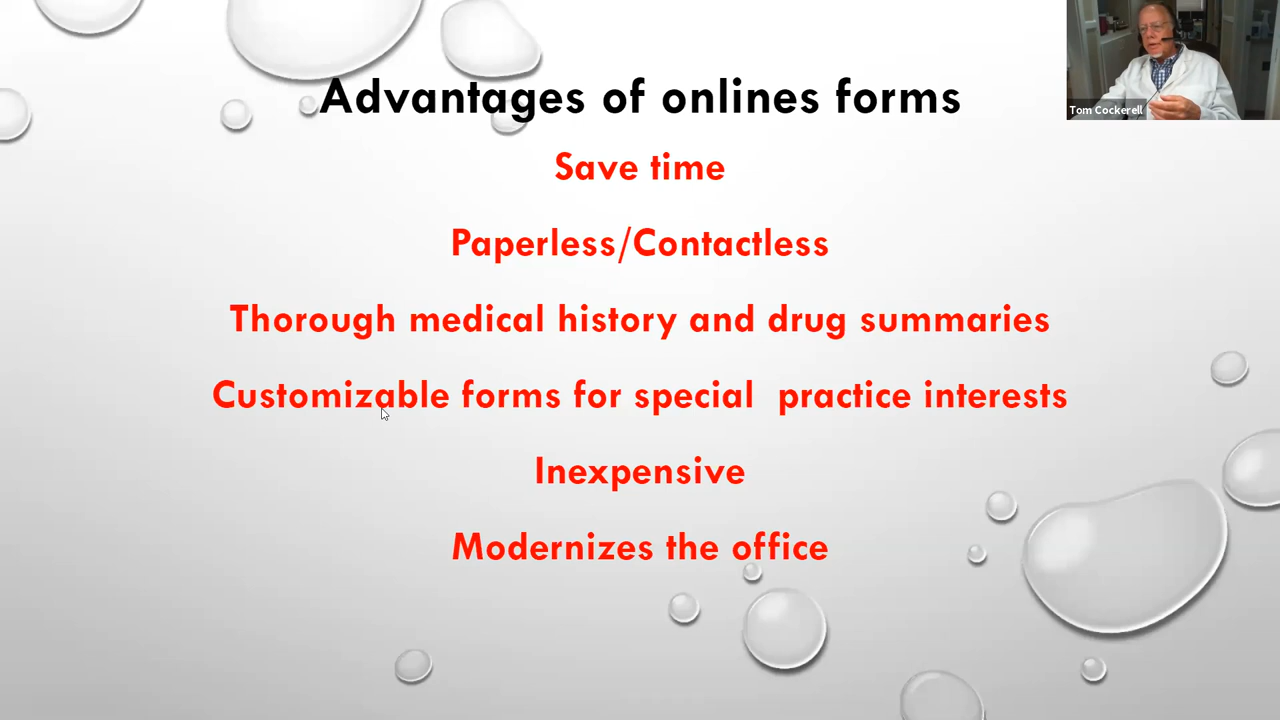 Advantages of onlines forms
Tom Cockerell
Save time
Paperless/Contactless
Thorough medical history and drug summaries
Customizable forms for special  practice interests
Inexpensive
Modernizes the office